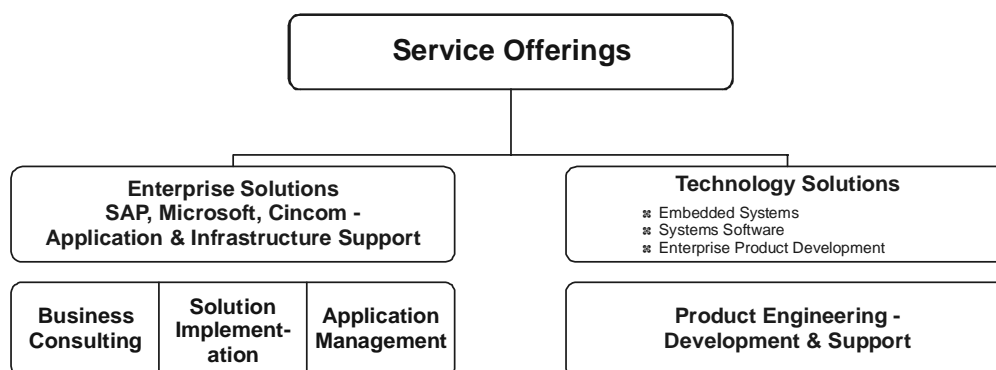 Service Offerings
Enterprise Solutions
SAP, Microsoft, Cincom -
Application & Infrastructure Support
Technology Solutions
Embedded Systems
Systems Software
Enterprise Product Development
Business
Consulting
Solution
Implement-
ation
Application
Management
Product Engineering -
Development & Support